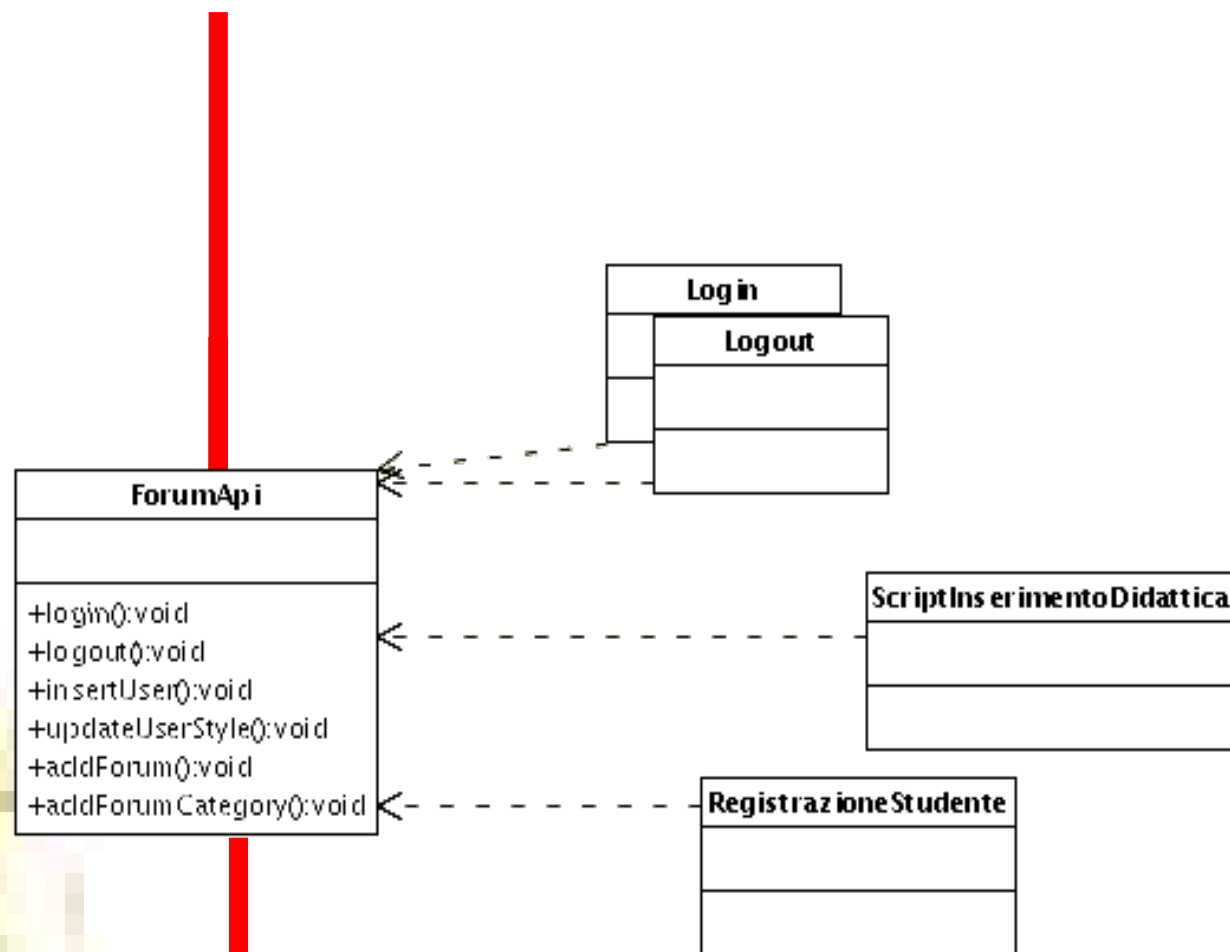 Login
Logout
ForumApi
+login():void
+logout():void
+insertUser():void
+updateUserStyle():void
+addForum():void
+addForumCategory():void
ScriptInserimentoDidattica
RegistrazioneStudente